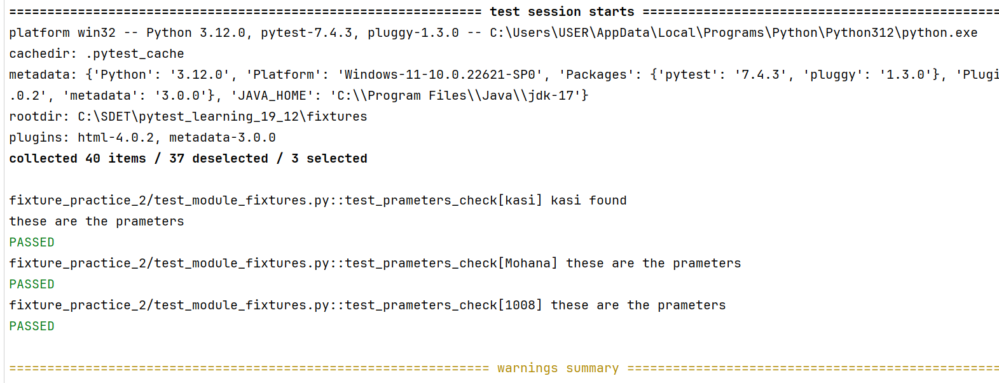 ============================================================== test session starts ===============================================
platform win32 -- Python 3.12.0, pytest-7.4.3, pluggy-1.3.0 -- C:\Users\USER\AppData\Local\Programs\Python\Python312\python.exe
cachedir: .pytest_cache
metadata: {'Python': '3.12.0', 'Platform': 'Windows-11-10.0.22621-SP0', 'Packages': {'pytest': '7.4.3', 'pluggy': '1.3.0'}, 'Plugi
.0.2', 'metadata': '3.0.0'}, 'JAVA_HOME': 'C:\\Program Files\\Java\\jdk-17'}
rootdir: C:\SDET\pytest_learning_19_12\fixtures
plugins: html-4.0.2, metadata-3.0.0
collected 40 items / 37 deselected / 3 selected
fixture_practice_2/test_module_fixtures.py::test_prameters_check[kasi] kasi found
these are the prameters
PASSED
fixture_practice_2/test_module_fixtures.py::test_prameters_check[Mohana] these are the prameters
PASSED
fixture_practice_2/test_module_fixtures.py::test_prameters_check[1008] these are the prameters
PASSED
=============================================================== warnings summary =================================================